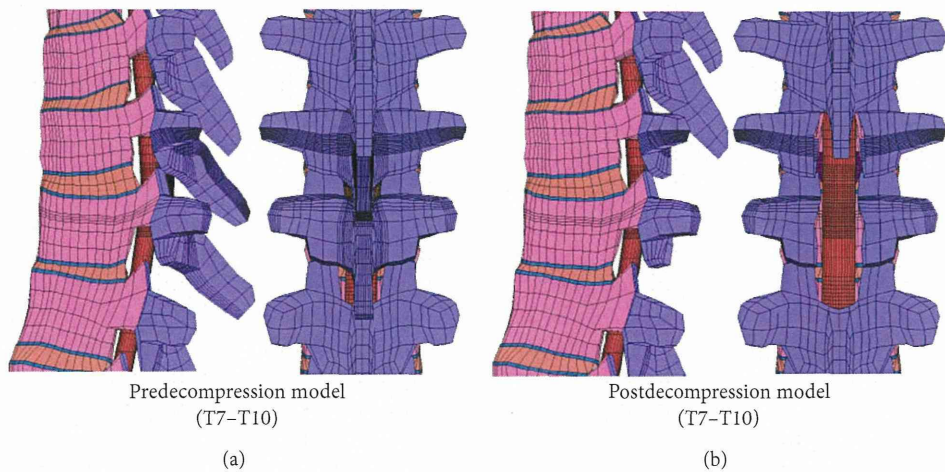 Predecompression model
(T7–T10)
(a)
Postdecompression model
(T7–T10)
(b)